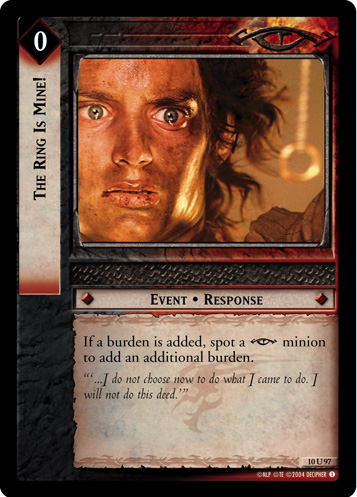 0
THE RING IS MINE!
EVENT • RESPONSE
If a burden is added, spot a minion
to add an additional burden.
“‘...I do not choose now to do what I came to do. I
will not do this deed.’”
10 U 97
©NLP ©TE ©2004 DECIPHER